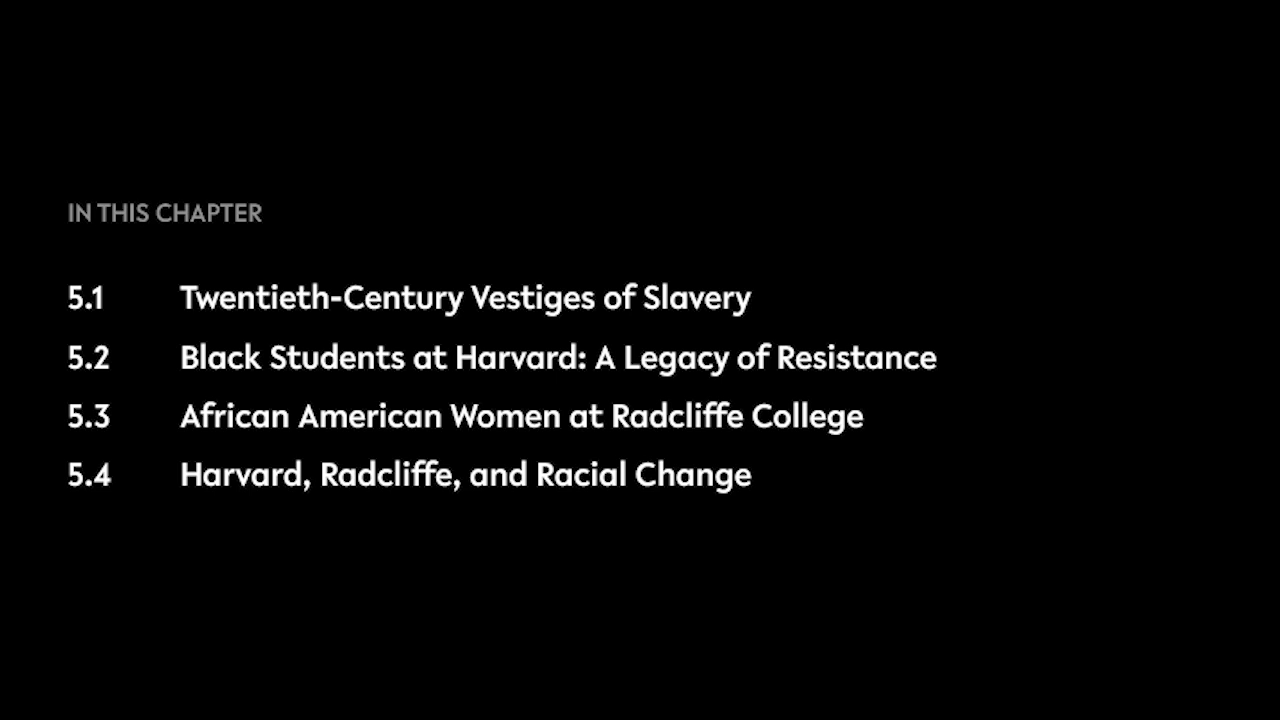 IN THIS CHAPTER
5.1 Twentieth-Century Vestiges of Slavery
5.2 Black Students at Harvard: A Legacy of Resistance
5.3 African American Women at Radcliffe College
5.4 Harvard, Radcliffe, and Racial Change